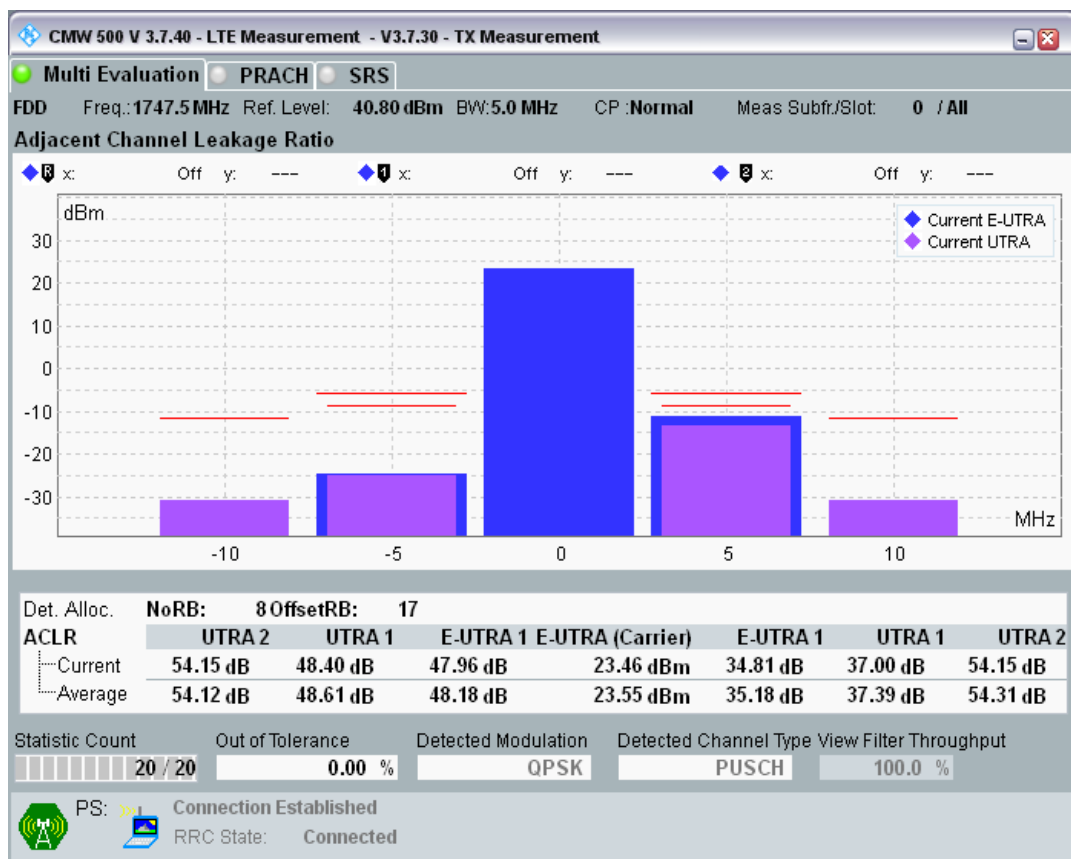 CMW 500 V 3.7.40 - LTE Measurement - V3.7.30 - TX Measurement
Multi Evaluation PRACH SRS
FDD Freq.: 1747.5 MHz Ref. Level: 40.80 dBm BW: 5.0 MHz CP : Normal Meas Subfr./Slot: 0 / All
Adjacent Channel Leakage Ratio
R x: Off y: --- 1 x: Off y: --- 2 x: Off y: ---
dBm
Current E-UTRA
Current UTRA
30
20
10
0
-10
-20
-30
MHz
-10 -5 0 5 10
Det. Alloc. NoRB: 8 OffsetRB: 17
ACLR UTRA 2 UTRA 1 E-UTRA 1 E-UTRA (Carrier) E-UTRA 1 UTRA 1 UTRA 2
Current 54.15 dB 48.40 dB 47.96 dB 23.46 dBm 34.81 dB 37.00 dB 54.15 dB
Average 54.12 dB 48.61 dB 48.18 dB 23.55 dBm 35.18 dB 37.39 dB 54.31 dB
Statistic Count Out of Tolerance Detected Modulation Detected Channel Type View Filter Throughput
20 / 20 0.00 % QPSK PUSCH 100.0 %
PS: Connection Established
RRC State: Connected